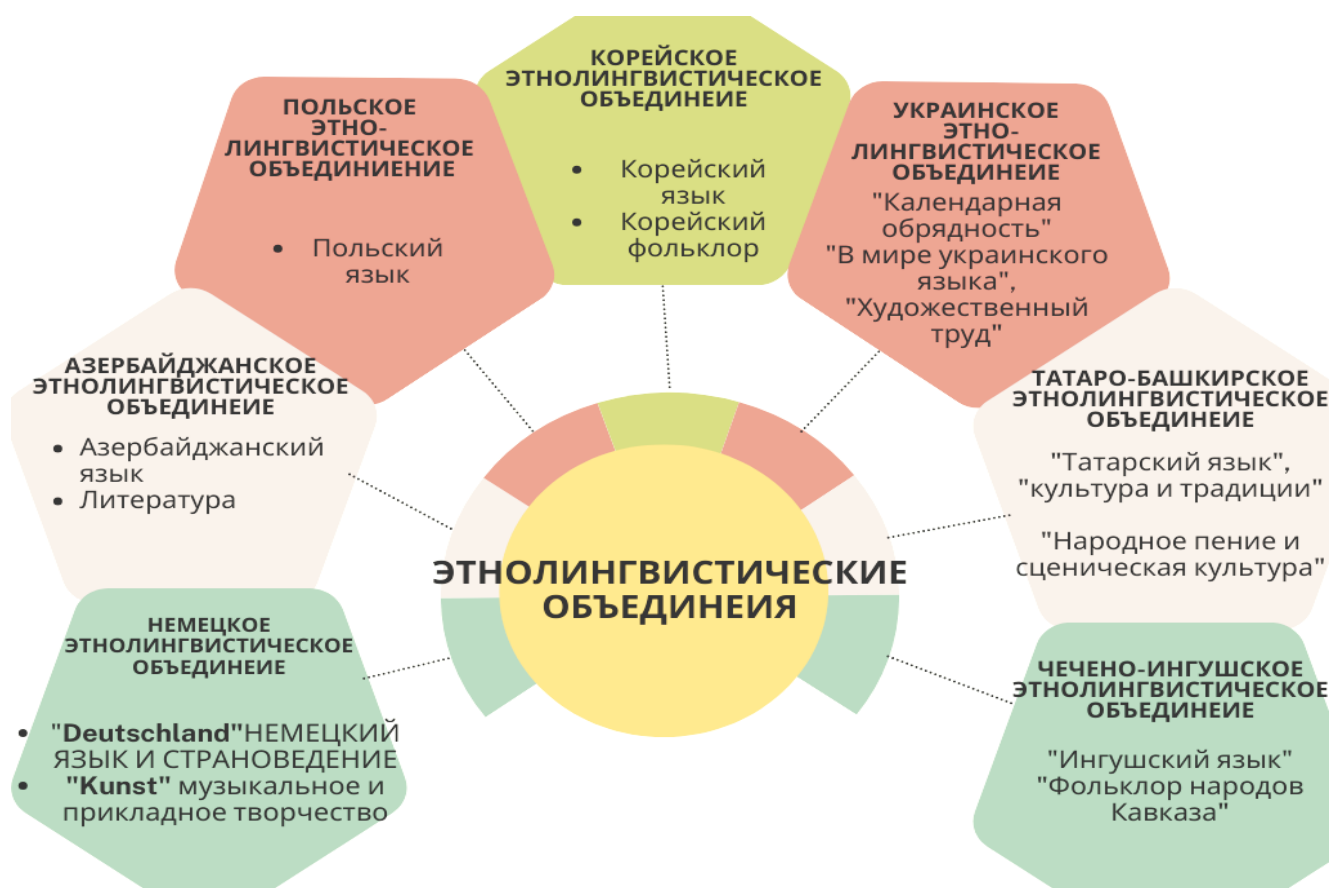 КОРЕЙСКОЕ
ЭТНОЛИНГВИСТИЧЕСКОЕ
ОБЪЕДИНЕИЕ
• Корейский
язык
• Корейский
фольклор
ПОЛЬСКОЕ
ЭТНО-
ЛИНГВИСТИЧЕСКОЕ
ОБЪЕДИНИЕНИЕ
• Польский
язык
УКРАИНСКОЕ
ЭТНО-
ЛИНГВИСТИЧЕСКОЕ
ОБЪЕДИНЕИЕ
"Календарная
обрядность"
"В мире украинского
языка",
"Художественный
труд"
АЗЕРБАЙДЖАНСКОЕ
ЭТНОЛИНГВИСТИЧЕСКОЕ
ОБЪЕДИНЕИЕ
• Азербайджанский
язык
• Литература
ТАТАРО-БАШКИРСКОЕ
ЭТНОЛИНГВИСТИЧЕСКОЕ
ОБЪЕДИНЕИЕ
"Татарский язык",
"культура и традиции"
"Народное пение и
сценическая культура"
ЭТНОЛИНГВИСТИЧЕСКИЕ
ОБЪЕДИНЕИЯ
НЕМЕЦКОЕ
ЭТНОЛИНГВИСТИЧЕСКОЕ
ОБЪЕДИНЕИЕ
• "Deutschland"НЕМЕЦКИЙ
ЯЗЫК И СТРАНОВЕДЕНИЕ
• "Kunst" музыкальное и
прикладное творчество
ЧЕЧЕНО-ИНГУШСКОЕ
ЭТНОЛИНГВИСТИЧЕСКОЕ
ОБЪЕДИНЕИЕ
"Ингушский язык"
"Фольклор народов
Кавказа"